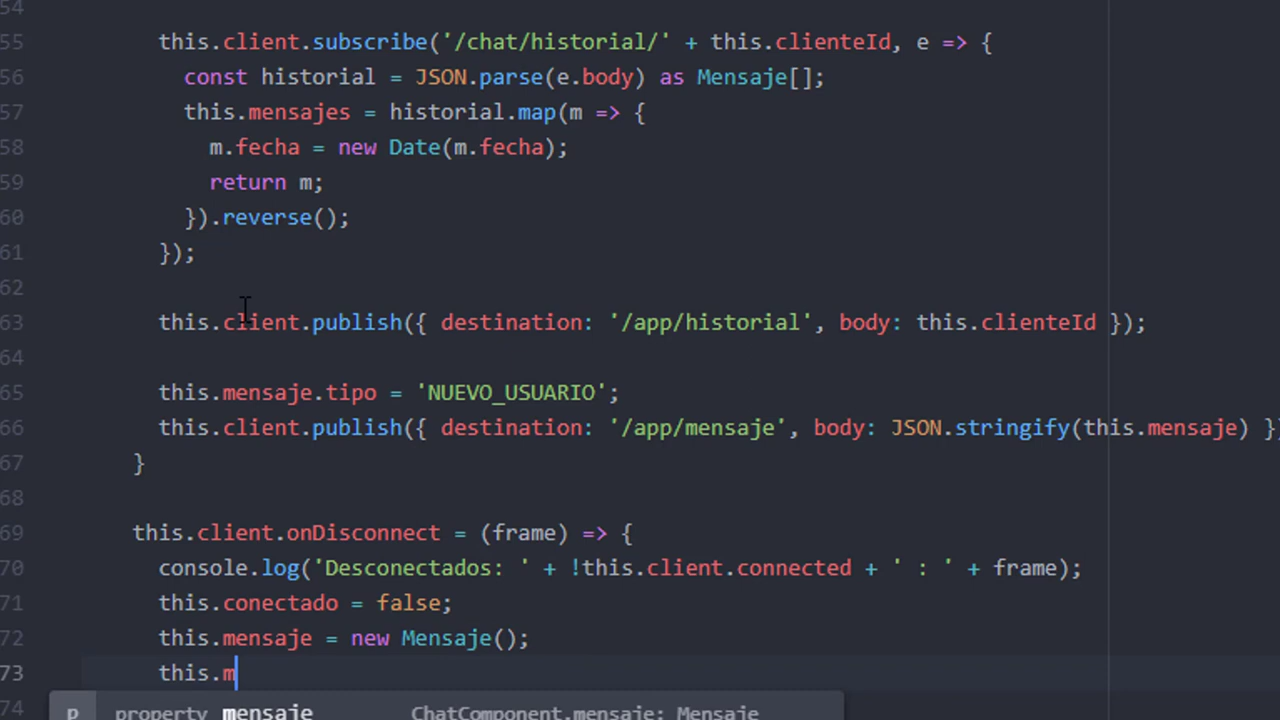 54
55 this.client.subscribe('/chat/historial/' + this.clienteId, e => {
56 const historial = JSON.parse(e.body) as Mensaje[];
57 this.mensajes = historial.map(m => {
58 m.fecha = new Date(m.fecha);
59 return m;
60 }).reverse();
61 });
62
63 this.client.publish({ destination: '/app/historial', body: this.clienteId });
64
65 this.mensaje.tipo = 'NUEVO_USUARIO';
66 this.client.publish({ destination: '/app/mensaje', body: JSON.stringify(this.mensaje) }
67 }
68
69 this.client.onDisconnect = (frame) => {
70 console.log('Desconectados: ' + !this.client.connected + ' : ' + frame);
71 this.conectado = false;
72 this.mensaje = new Mensaje();
73 this.m
74 p property mensaje ChatComponent.mensaje: Mensaje